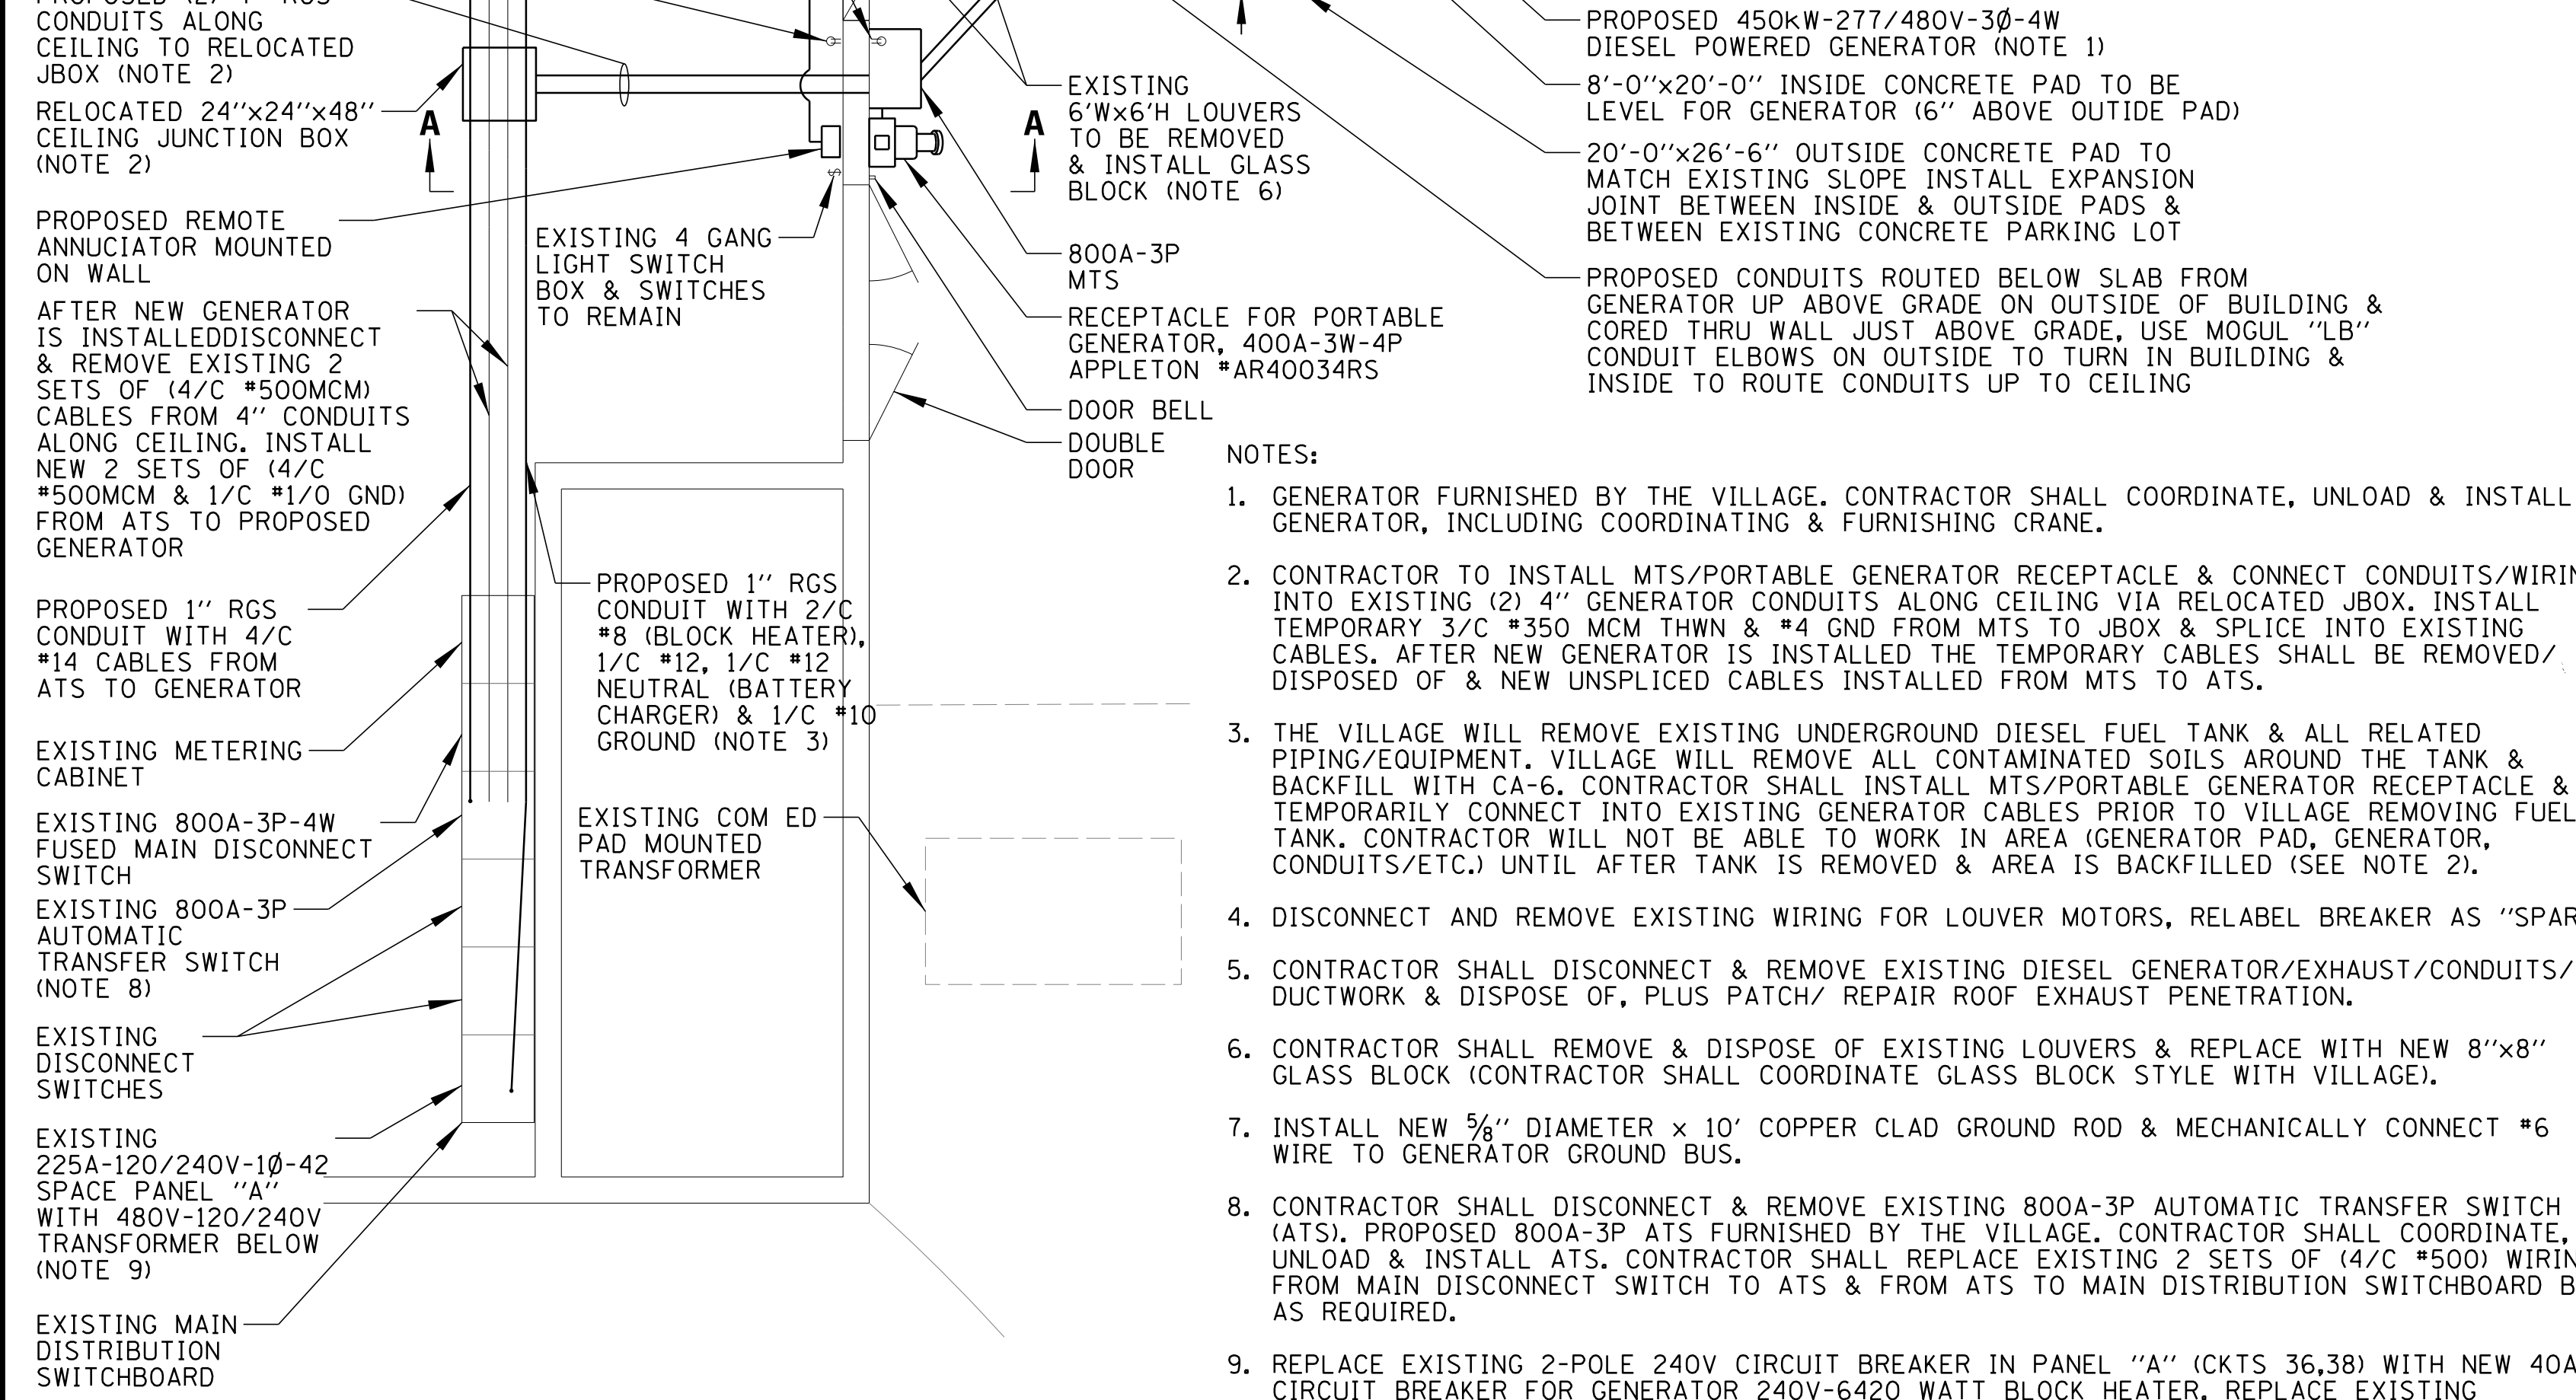 CONDUITS ALONG
CEILING TO RELOCATED
JBOX (NOTE 2)
RELOCATED 24"x24"x48"
CEILING JUNCTION BOX
(NOTE 2)
PROPOSED REMOTE
ANNUCIATOR MOUNTED
ON WALL
AFTER NEW GENERATOR
IS INSTALLEDDISCONNECT
& REMOVE EXISTING 2
SETS OF (4/C #500MCM)
CABLES FROM 4" CONDUITS
ALONG CEILING. INSTALL
NEW 2 SETS OF (4/C
#500MCM & 1/C #1/0 GND)
FROM ATS TO PROPOSED
GENERATOR
PROPOSED 1" RGS
CONDUIT WITH 4/C
#14 CABLES FROM
ATS TO GENERATOR
EXISTING METERING
CABINET
EXISTING 800A-3P-4W
FUSED MAIN DISCONNECT
SWITCH
EXISTING 800A-3P
AUTOMATIC
TRANSFER SWITCH
(NOTE 8)
EXISTING
DISCONNECT
SWITCHES
EXISTING
225A-120/240V-1Ø-42
SPACE PANEL "A"
WITH 480V-120/240V
TRANSFORMER BELOW
(NOTE 9)
EXISTING MAIN
DISTRIBUTION
SWITCHBOARD
A
A
EXISTING 4 GANG
LIGHT SWITCH
BOX & SWITCHES
TO REMAIN
PROPOSED 1" RGS
CONDUIT WITH 2/C
#8 (BLOCK HEATER),
1/C #12, 1/C #12
NEUTRAL (BATTERY
CHARGER) & 1/C #10
GROUND (NOTE 3)
EXISTING COM ED
PAD MOUNTED
TRANSFORMER
EXISTING
6'Wx6'H LOUVERS
TO BE REMOVED
& INSTALL GLASS
BLOCK (NOTE 6)
800A-3P
MTS
RECEPTACLE FOR PORTABLE
GENERATOR, 400A-3W-4P
APPLETON #AR40034RS
DOOR BELL
DOUBLE
DOOR
PROPOSED 450kW-277/480V-3Ø-4W
DIESEL POWERED GENERATOR (NOTE 1)
8'-0"x20'-0" INSIDE CONCRETE PAD TO BE
LEVEL FOR GENERATOR (6" ABOVE OUTIDE PAD)
20'-0"x26'-6" OUTSIDE CONCRETE PAD TO
MATCH EXISTING SLOPE INSTALL EXPANSION
JOINT BETWEEN INSIDE & OUTSIDE PADS &
BETWEEN EXISTING CONCRETE PARKING LOT
PROPOSED CONDUITS ROUTED BELOW SLAB FROM
GENERATOR UP ABOVE GRADE ON OUTSIDE OF BUILDING &
CORED THRU WALL JUST ABOVE GRADE, USE MOGUL "LB"
CONDUIT ELBOWS ON OUTSIDE TO TURN IN BUILDING &
INSIDE TO ROUTE CONDUITS UP TO CEILING
NOTES:
1. GENERATOR FURNISHED BY THE VILLAGE. CONTRACTOR SHALL COORDINATE, UNLOAD & INSTALL
GENERATOR, INCLUDING COORDINATING & FURNISHING CRANE.
2. CONTRACTOR TO INSTALL MTS/PORTABLE GENERATOR RECEPTACLE & CONNECT CONDUITS/WIRIN
INTO EXISTING (2) 4" GENERATOR CONDUITS ALONG CEILING VIA RELOCATED JBOX. INSTALL
TEMPORARY 3/C #350 MCM THWN & #4 GND FROM MTS TO JBOX & SPLICE INTO EXISTING
CABLES. AFTER NEW GENERATOR IS INSTALLED THE TEMPORARY CABLES SHALL BE REMOVED/
DISPOSED OF & NEW UNSPLICED CABLES INSTALLED FROM MTS TO ATS.
3. THE VILLAGE WILL REMOVE EXISTING UNDERGROUND DIESEL FUEL TANK & ALL RELATED
PIPING/EQUIPMENT. VILLAGE WILL REMOVE ALL CONTAMINATED SOILS AROUND THE TANK &
BACKFILL WITH CA-6. CONTRACTOR SHALL INSTALL MTS/PORTABLE GENERATOR RECEPTACLE &
TEMPORARILY CONNECT INTO EXISTING GENERATOR CABLES PRIOR TO VILLAGE REMOVING FUEL
TANK. CONTRACTOR WILL NOT BE ABLE TO WORK IN AREA (GENERATOR PAD, GENERATOR,
CONDUITS/ETC.) UNTIL AFTER TANK IS REMOVED & AREA IS BACKFILLED (SEE NOTE 2).
4. DISCONNECT AND REMOVE EXISTING WIRING FOR LOUVER MOTORS, RELABEL BREAKER AS "SPAR
5. CONTRACTOR SHALL DISCONNECT & REMOVE EXISTING DIESEL GENERATOR/EXHAUST/CONDUITS/
DUCTWORK & DISPOSE OF, PLUS PATCH/ REPAIR ROOF EXHAUST PENETRATION.
6. CONTRACTOR SHALL REMOVE & DISPOSE OF EXISTING LOUVERS & REPLACE WITH NEW 8"x8"
GLASS BLOCK (CONTRACTOR SHALL COORDINATE GLASS BLOCK STYLE WITH VILLAGE).
7. INSTALL NEW 5/8" DIAMETER x 10' COPPER CLAD GROUND ROD & MECHANICALLY CONNECT #6
WIRE TO GENERATOR GROUND BUS.
8. CONTRACTOR SHALL DISCONNECT & REMOVE EXISTING 800A-3P AUTOMATIC TRANSFER SWITCH
(ATS). PROPOSED 800A-3P ATS FURNISHED BY THE VILLAGE. CONTRACTOR SHALL COORDINATE,
UNLOAD & INSTALL ATS. CONTRACTOR SHALL REPLACE EXISTING 2 SETS OF (4/C #500) WIRIN
FROM MAIN DISCONNECT SWITCH TO ATS & FROM ATS TO MAIN DISTRIBUTION SWITCHBOARD B
AS REQUIRED.
9. REPLACE EXISTING 2-POLE 240V CIRCUIT BREAKER IN PANEL "A" (CKTS 36,38) WITH NEW 40A
CIRCUIT BREAKER FOR GENERATOR 240V-6420 WATT BLOCK HEATER. REPLACE EXISTING